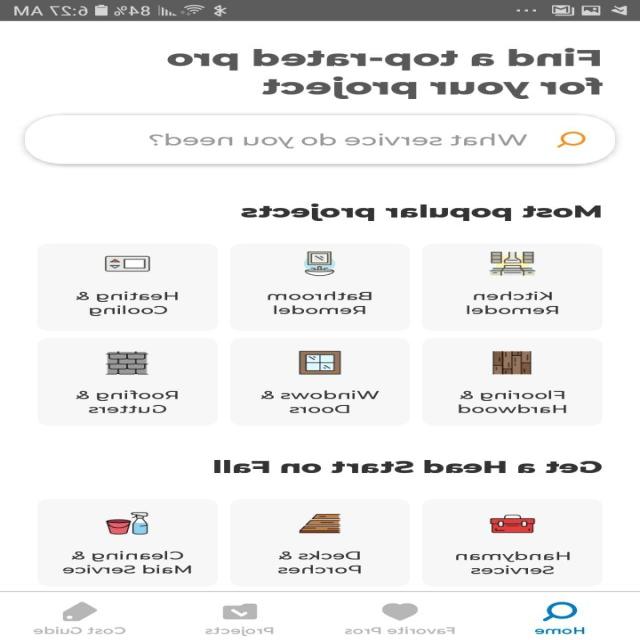 84% 6:27 AM
Find a top-rated pro
for your project
What service do you need?
Most popular projects
Kitchen
Remodel
Bathroom
Remodel
Heating &
Cooling
Flooring &
Hardwood
Windows &
Doors
Roofing &
Gutters
Get a Head Start on Fall
Handyman
Services
Decks &
Porches
Cleaning &
Maid Service
Home
Favorite Pros
Projects
Cost Guide